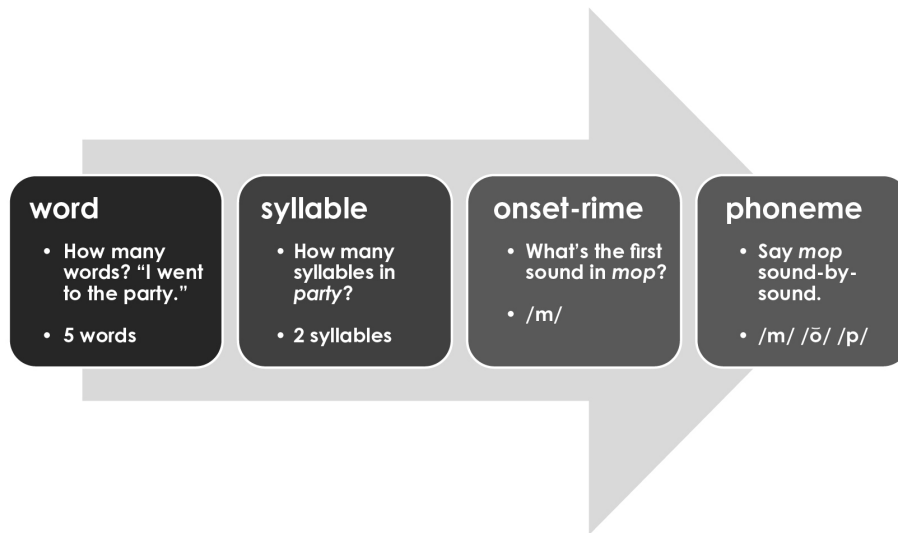 word
• How many
words? “I went
to the party.”
• 5 words
syllable
• How many
syllables in
party?
• 2 syllables
onset-rime
• What’s the first
sound in mop?
• /m/
phoneme
• Say mop
sound-by-
sound.
• /m/ /ŏ/ /p/